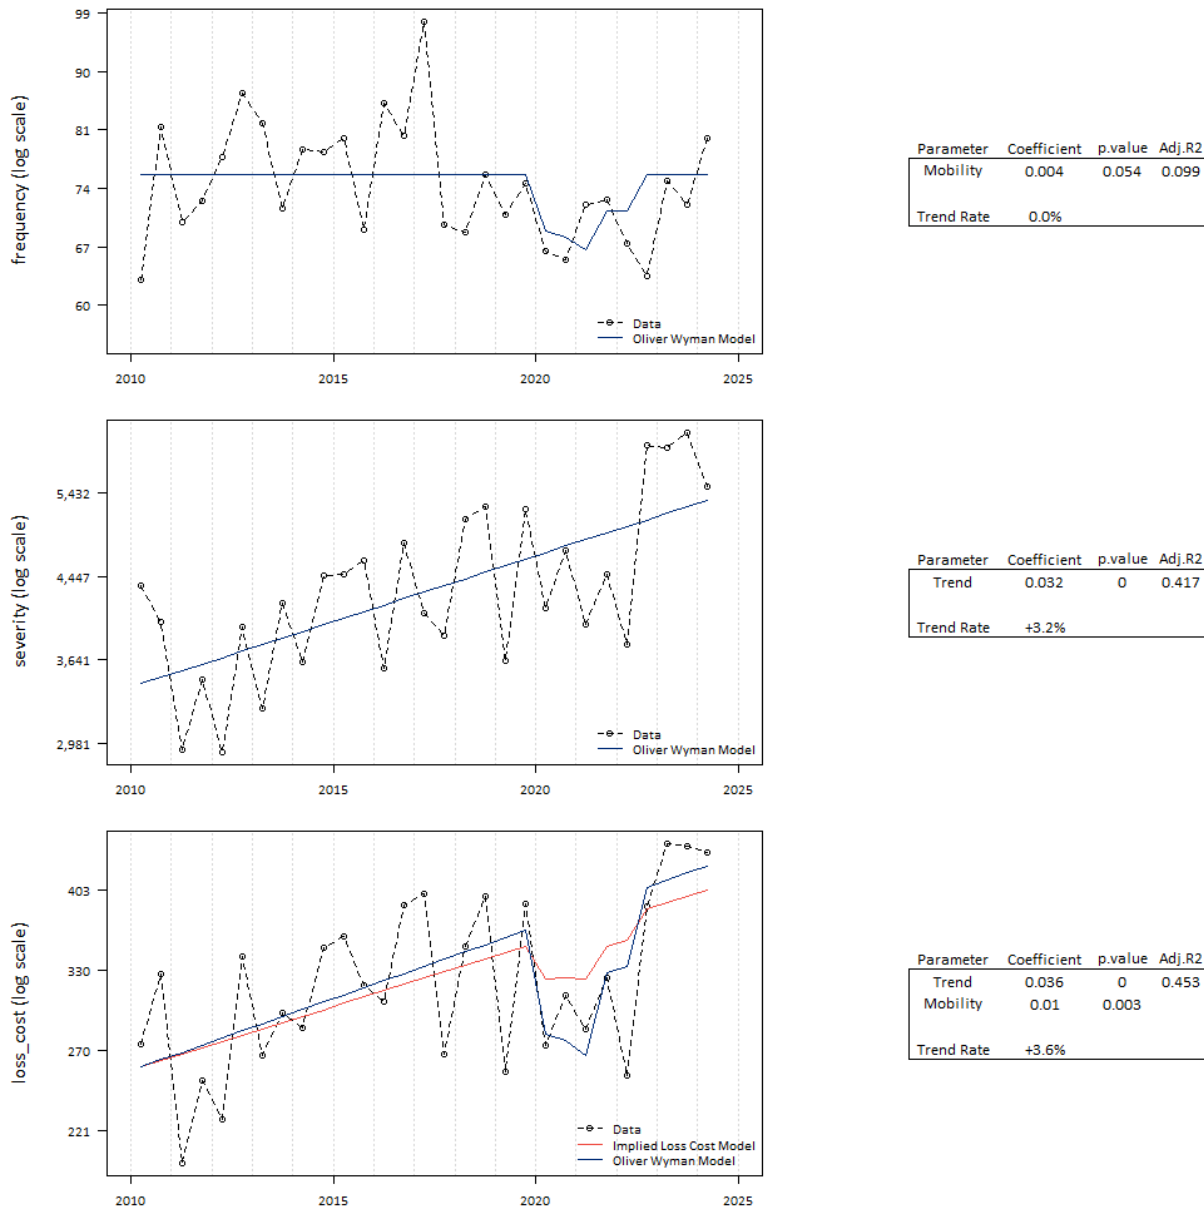 99
90
81
74
67
60
frequency (log scale)
Data
Oliver Wyman Model
2010 2015 2020 2025
Parameter Coefficient p.value Adj.R2
Mobility 0.004 0.054 0.099
Trend Rate 0.0%
5,432
4,447
3,641
2,981
severity (log scale)
Data
Oliver Wyman Model
2010 2015 2020 2025
Parameter Coefficient p.value Adj.R2
Trend 0.032 0 0.417
Trend Rate +3.2%
403
330
270
221
loss_cost (log scale)
Data
Implied Loss Cost Model
Oliver Wyman Model
2010 2015 2020 2025
Parameter Coefficient p.value Adj.R2
Trend 0.036 0 0.453
Mobility 0.01 0.003
Trend Rate +3.6%